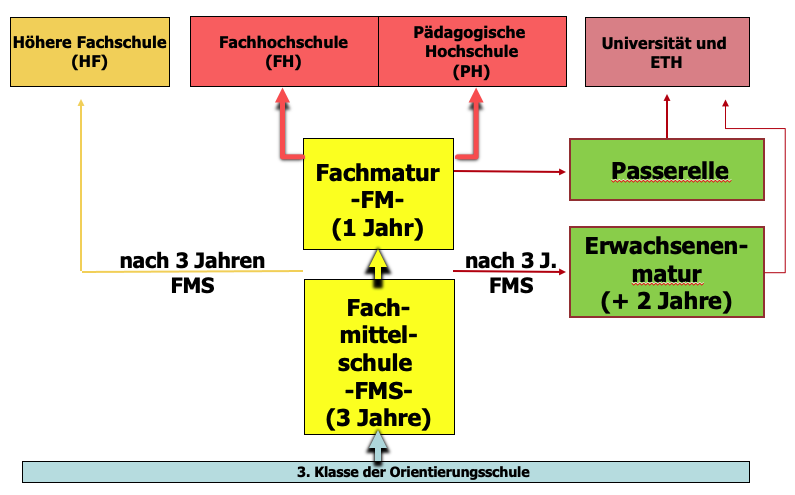 Höhere Fachschule
(HF)
Fachhochschule
(FH)
Pädagogische
Hochschule
(PH)
Universität und
ETH
Fachmatur
-FM-
(1 Jahr)
Passerelle
nach 3 Jahren
FMS
nach 3 J.
FMS
Erwachsenen-
matur
(+ 2 Jahre)
Fach-
mittel-
schule
-FMS-
(3 Jahre)
3. Klasse der Orientierungsschule